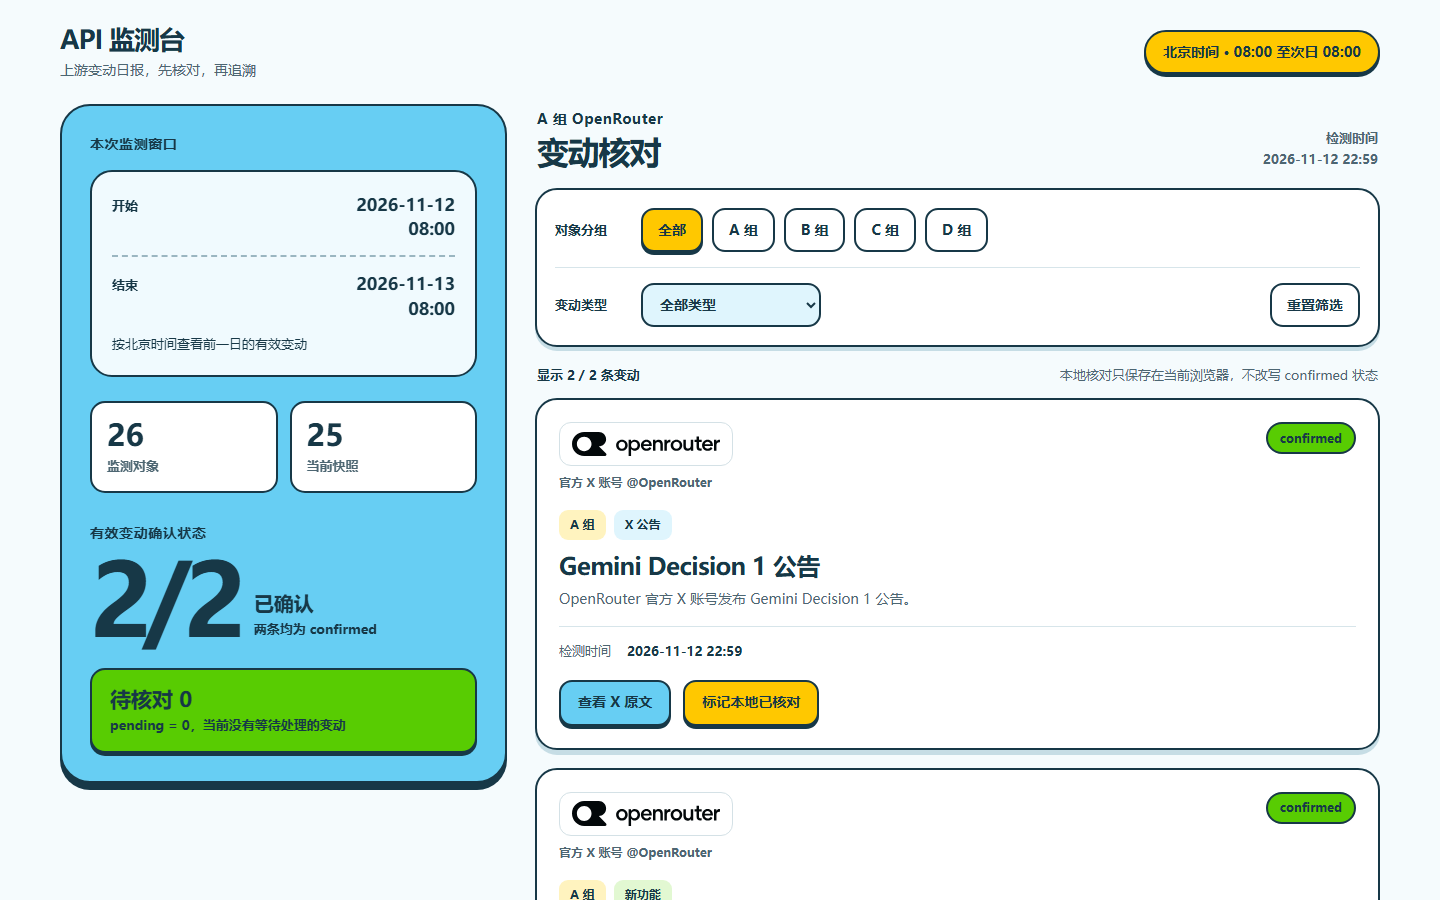 API 监测台
上游变动日报，先核对，再追溯
北京时间 • 08:00 至次日 08:00
本次监测窗口
开始
2026-11-12
08:00
结束
2026-11-13
08:00
按北京时间查看前一日的有效变动
26
监测对象
25
当前快照
有效变动确认状态
2/2
已确认
两条均为 confirmed
待核对 0
pending = 0，当前没有等待处理的变动
A 组 OpenRouter
变动核对
检测时间
2026-11-12 22:59
对象分组
全部
A 组
B 组
C 组
D 组
变动类型
全部类型
重置筛选
显示 2 / 2 条变动
本地核对只保存在当前浏览器，不改写 confirmed 状态
openrouter
confirmed
官方 X 账号 @OpenRouter
A 组
X 公告
Gemini Decision 1 公告
OpenRouter 官方 X 账号发布 Gemini Decision 1 公告。
检测时间 2026-11-12 22:59
查看 X 原文
标记本地已核对
openrouter
confirmed
官方 X 账号 @OpenRouter
A 组
新功能